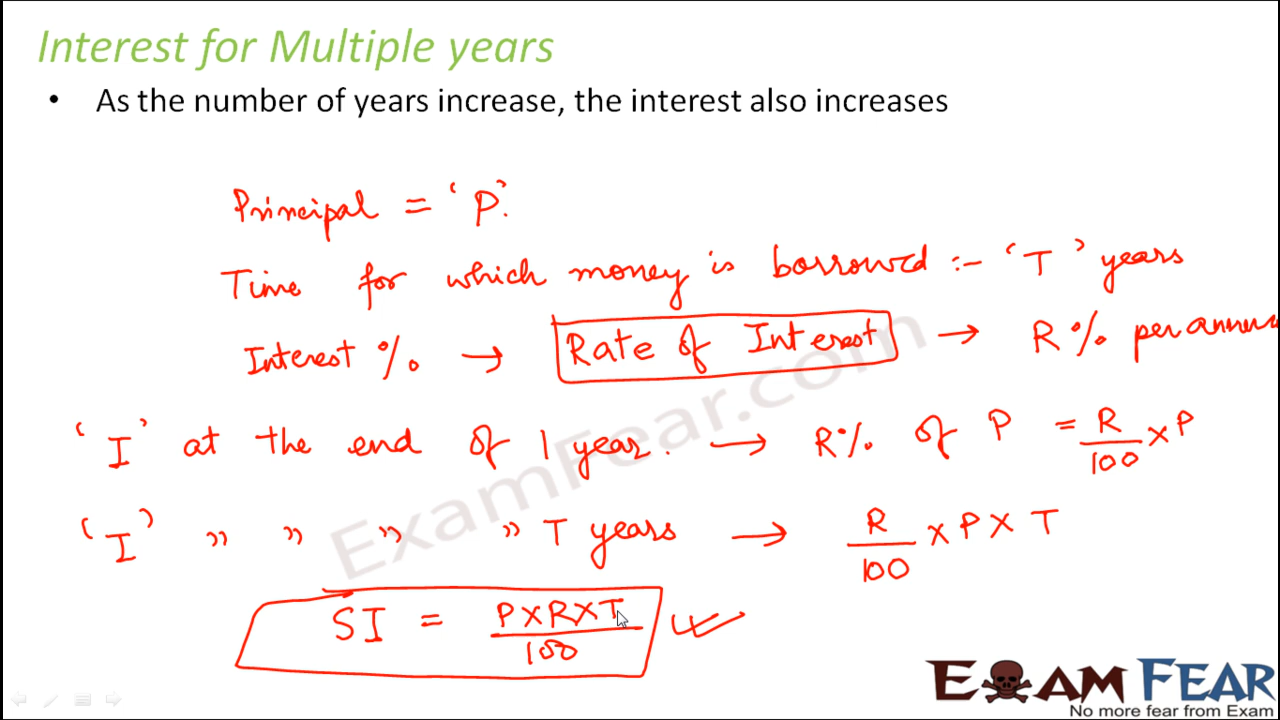 Interest for Multiple years
• As the number of years increase, the interest also increases
Principal = 'P'.
Time for which money is borrowed :- 'T' years
Interest % → Rate of Interest → R% per annum
'I' at the end of 1 year. → R% of P = R/100 × P
'I' " " " " T years → R/100 × P × T
SI = P×R×T/100 ✓
ExamFear.com
EXAM FEAR
No more fear from Exam